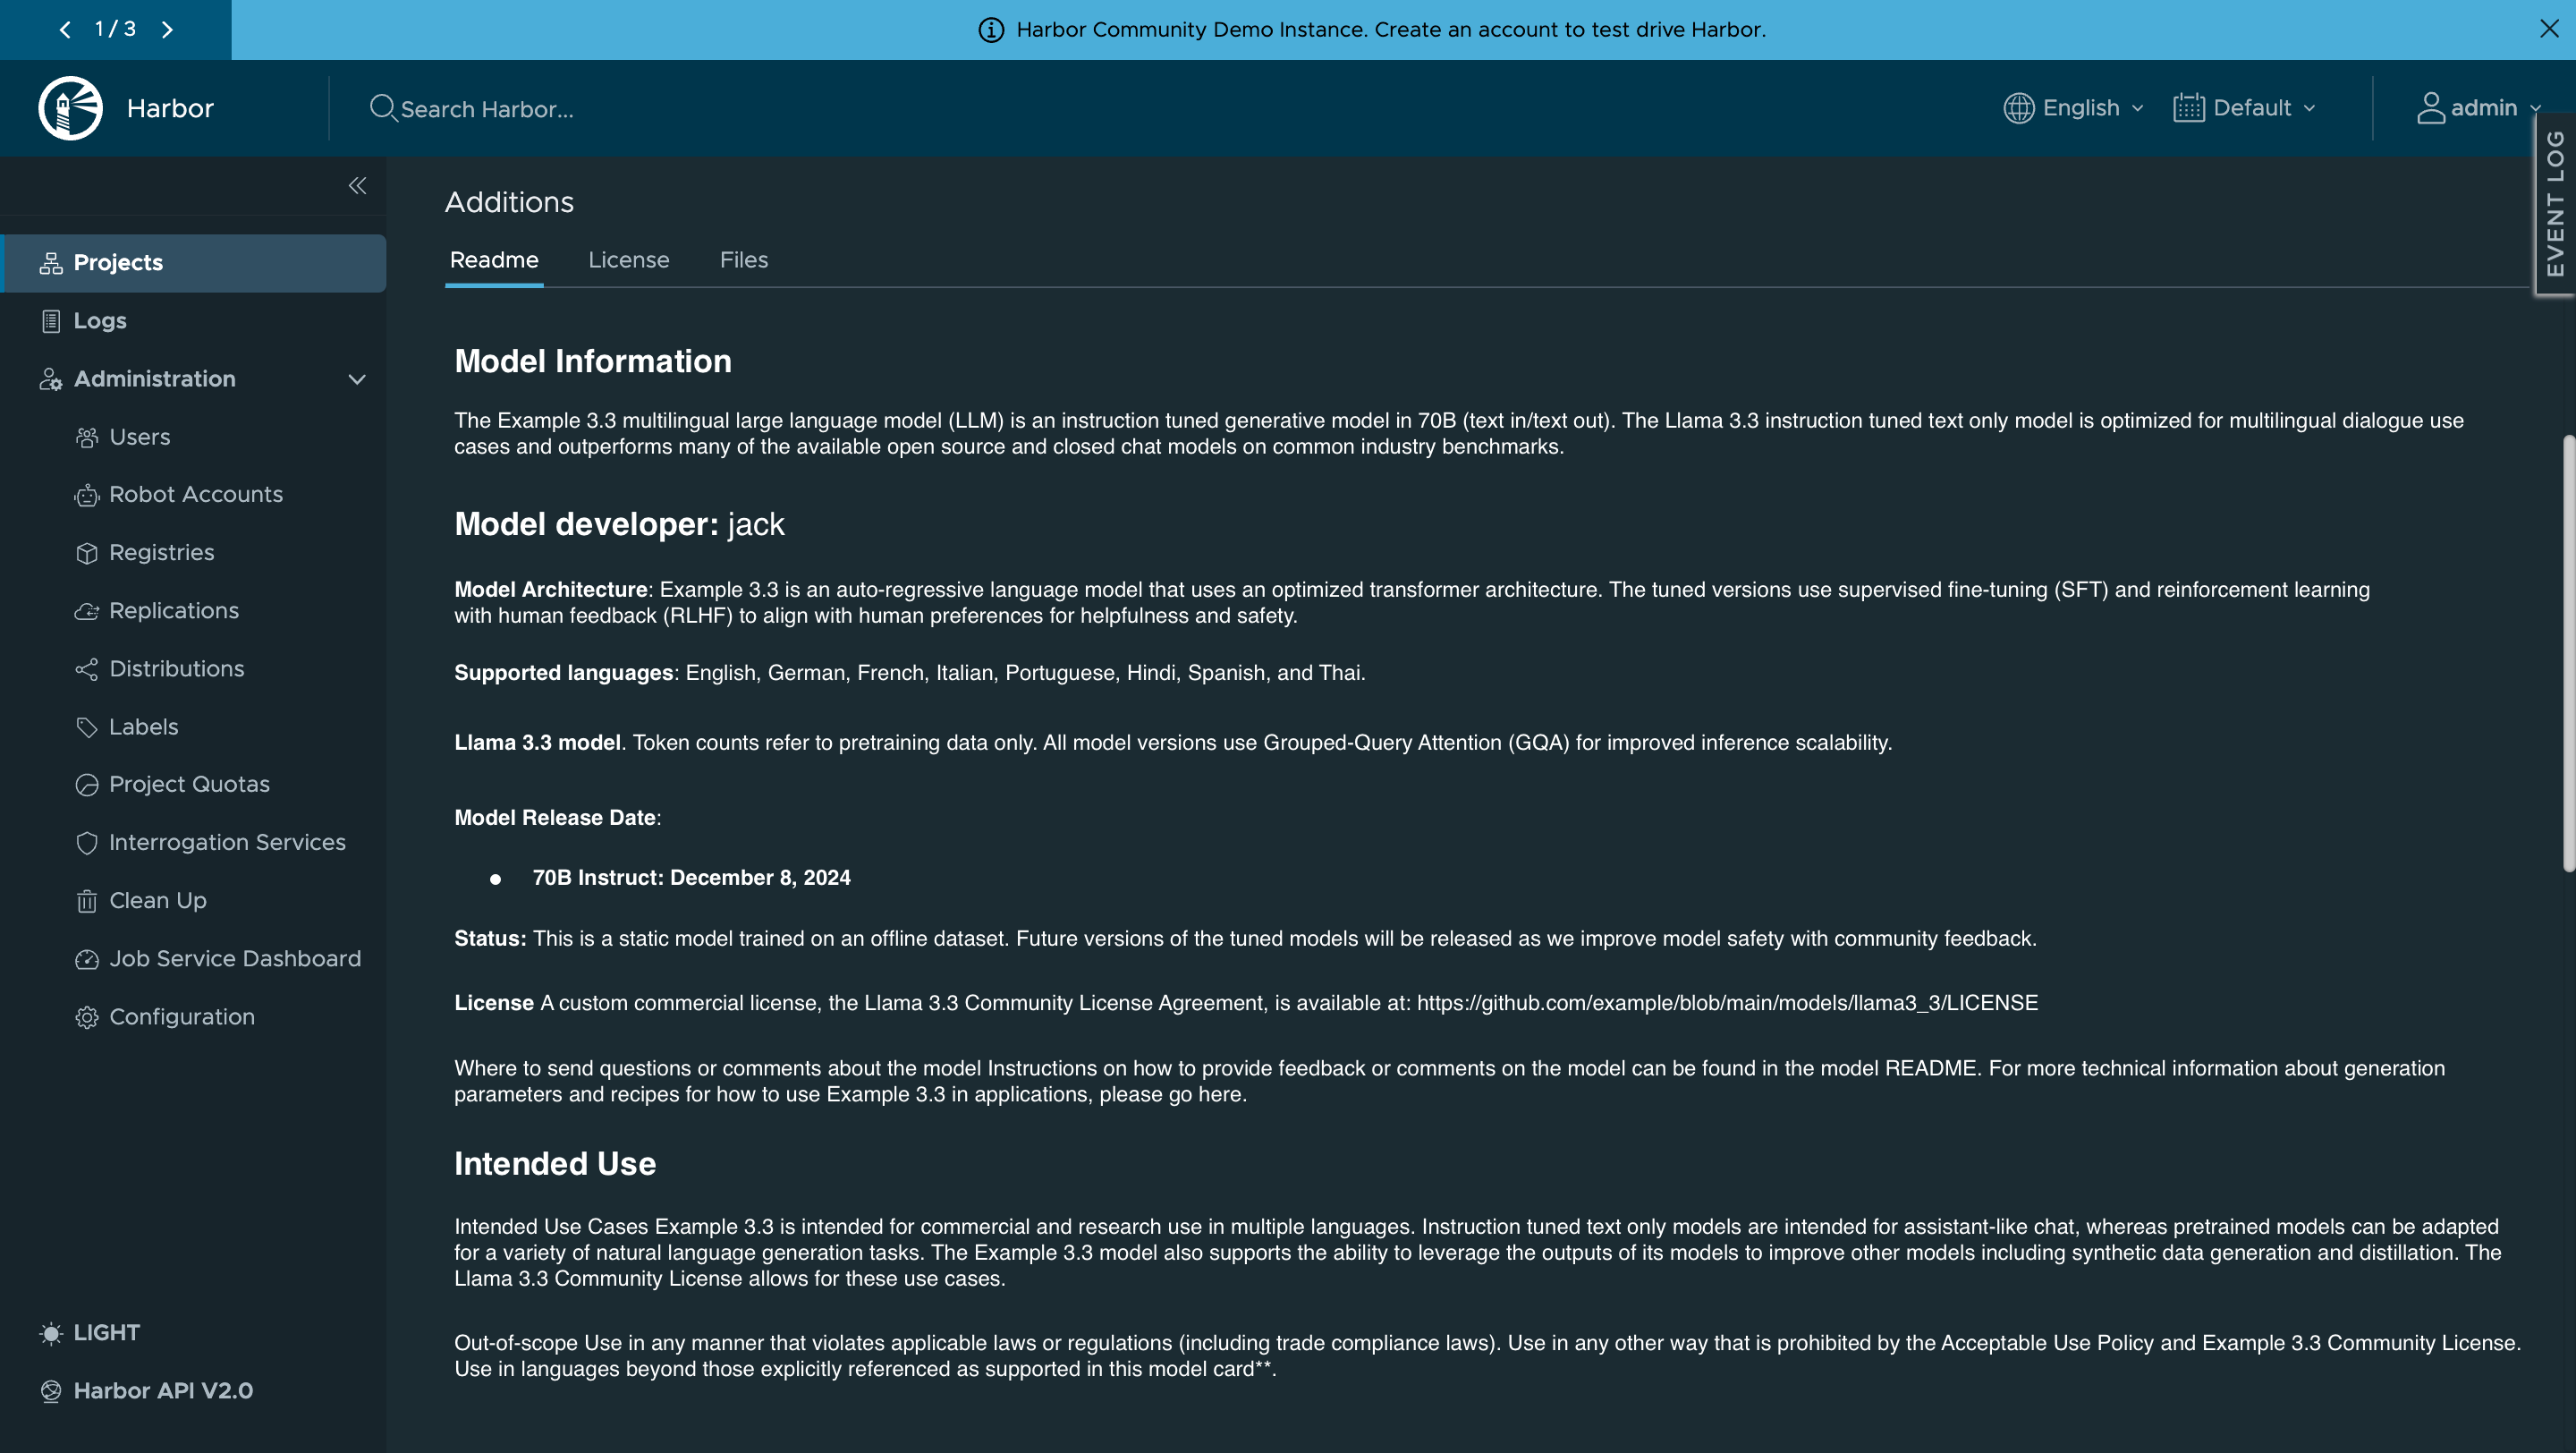 1 / 3
Harbor Community Demo Instance. Create an account to test drive Harbor.
Harbor
Search Harbor...
English
Default
admin
EVENT LOG
Projects
Logs
Administration
Users
Robot Accounts
Registries
Replications
Distributions
Labels
Project Quotas
Interrogation Services
Clean Up
Job Service Dashboard
Configuration
LIGHT
Harbor API V2.0
Additions
Readme License Files
Model Information
The Example 3.3 multilingual large language model (LLM) is an instruction tuned generative model in 70B (text in/text out). The Llama 3.3 instruction tuned text only model is optimized for multilingual dialogue use
cases and outperforms many of the available open source and closed chat models on common industry benchmarks.
Model developer: jack
Model Architecture: Example 3.3 is an auto-regressive language model that uses an optimized transformer architecture. The tuned versions use supervised fine-tuning (SFT) and reinforcement learning
with human feedback (RLHF) to align with human preferences for helpfulness and safety.
Supported languages: English, German, French, Italian, Portuguese, Hindi, Spanish, and Thai.
Llama 3.3 model. Token counts refer to pretraining data only. All model versions use Grouped-Query Attention (GQA) for improved inference scalability.
Model Release Date:
● 70B Instruct: December 8, 2024
Status: This is a static model trained on an offline dataset. Future versions of the tuned models will be released as we improve model safety with community feedback.
License A custom commercial license, the Llama 3.3 Community License Agreement, is available at: https://github.com/example/blob/main/models/llama3_3/LICENSE
Where to send questions or comments about the model Instructions on how to provide feedback or comments on the model can be found in the model README. For more technical information about generation
parameters and recipes for how to use Example 3.3 in applications, please go here.
Intended Use
Intended Use Cases Example 3.3 is intended for commercial and research use in multiple languages. Instruction tuned text only models are intended for assistant-like chat, whereas pretrained models can be adapted
for a variety of natural language generation tasks. The Example 3.3 model also supports the ability to leverage the outputs of its models to improve other models including synthetic data generation and distillation. The
Llama 3.3 Community License allows for these use cases.
Out-of-scope Use in any manner that violates applicable laws or regulations (including trade compliance laws). Use in any other way that is prohibited by the Acceptable Use Policy and Example 3.3 Community License.
Use in languages beyond those explicitly referenced as supported in this model card**.